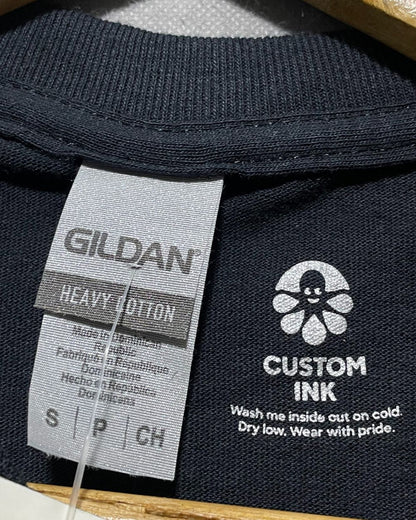 GILDAN®
HEAVY COTTON
Made in Dominican
Republic
Fabriqué en République
Dominicaine
Hecho en República
Dominicana
S | P | CH
CUSTOM
INK
Wash me inside out on cold.
Dry low. Wear with pride.